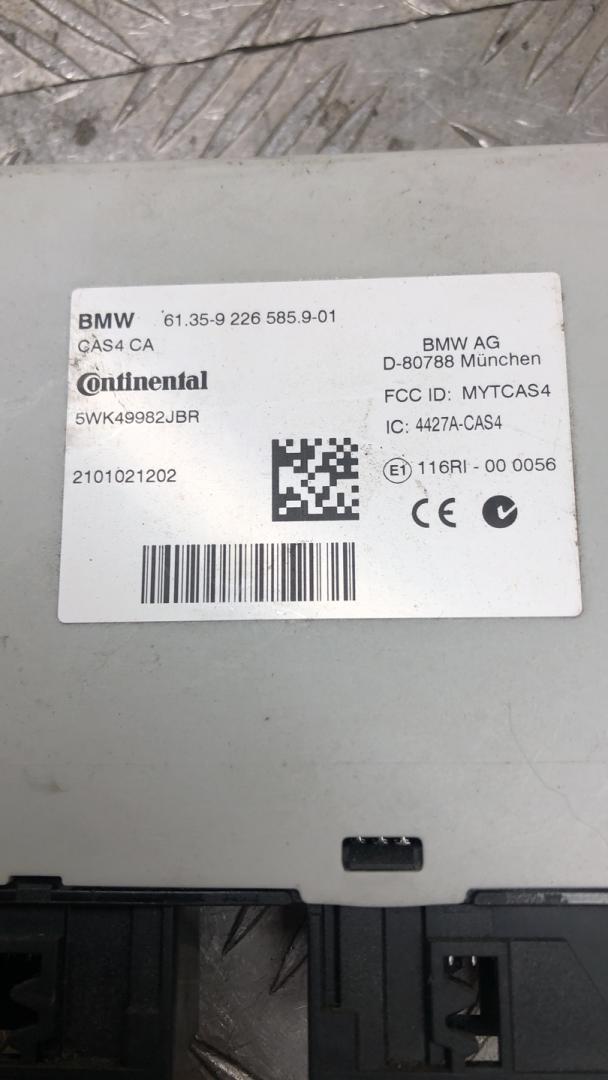 BMW 61.35-9 226 585.9-01
CAS4 CA
Continental
5WK49982JBR
2101021202
BMW AG
D-80788 München
FCC ID: MYTCAS4
IC: 4427A-CAS4
E1 116RI - 00 0056
CE